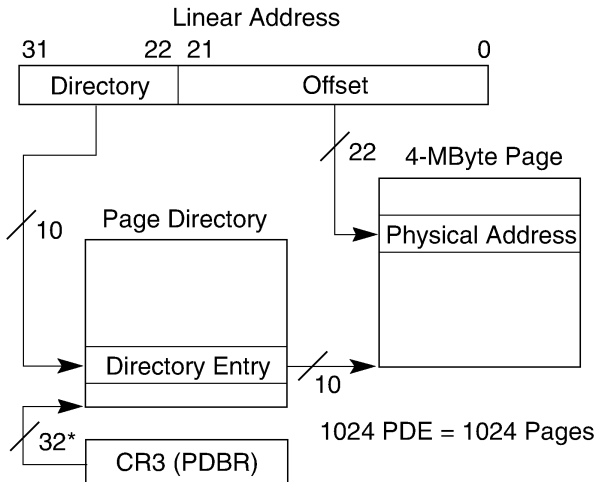 Linear Address
31 22 21 0
Directory Offset
22
4-MByte Page
10
Page Directory
Physical Address
Directory Entry
10
1024 PDE = 1024 Pages
32*
CR3 (PDBR)